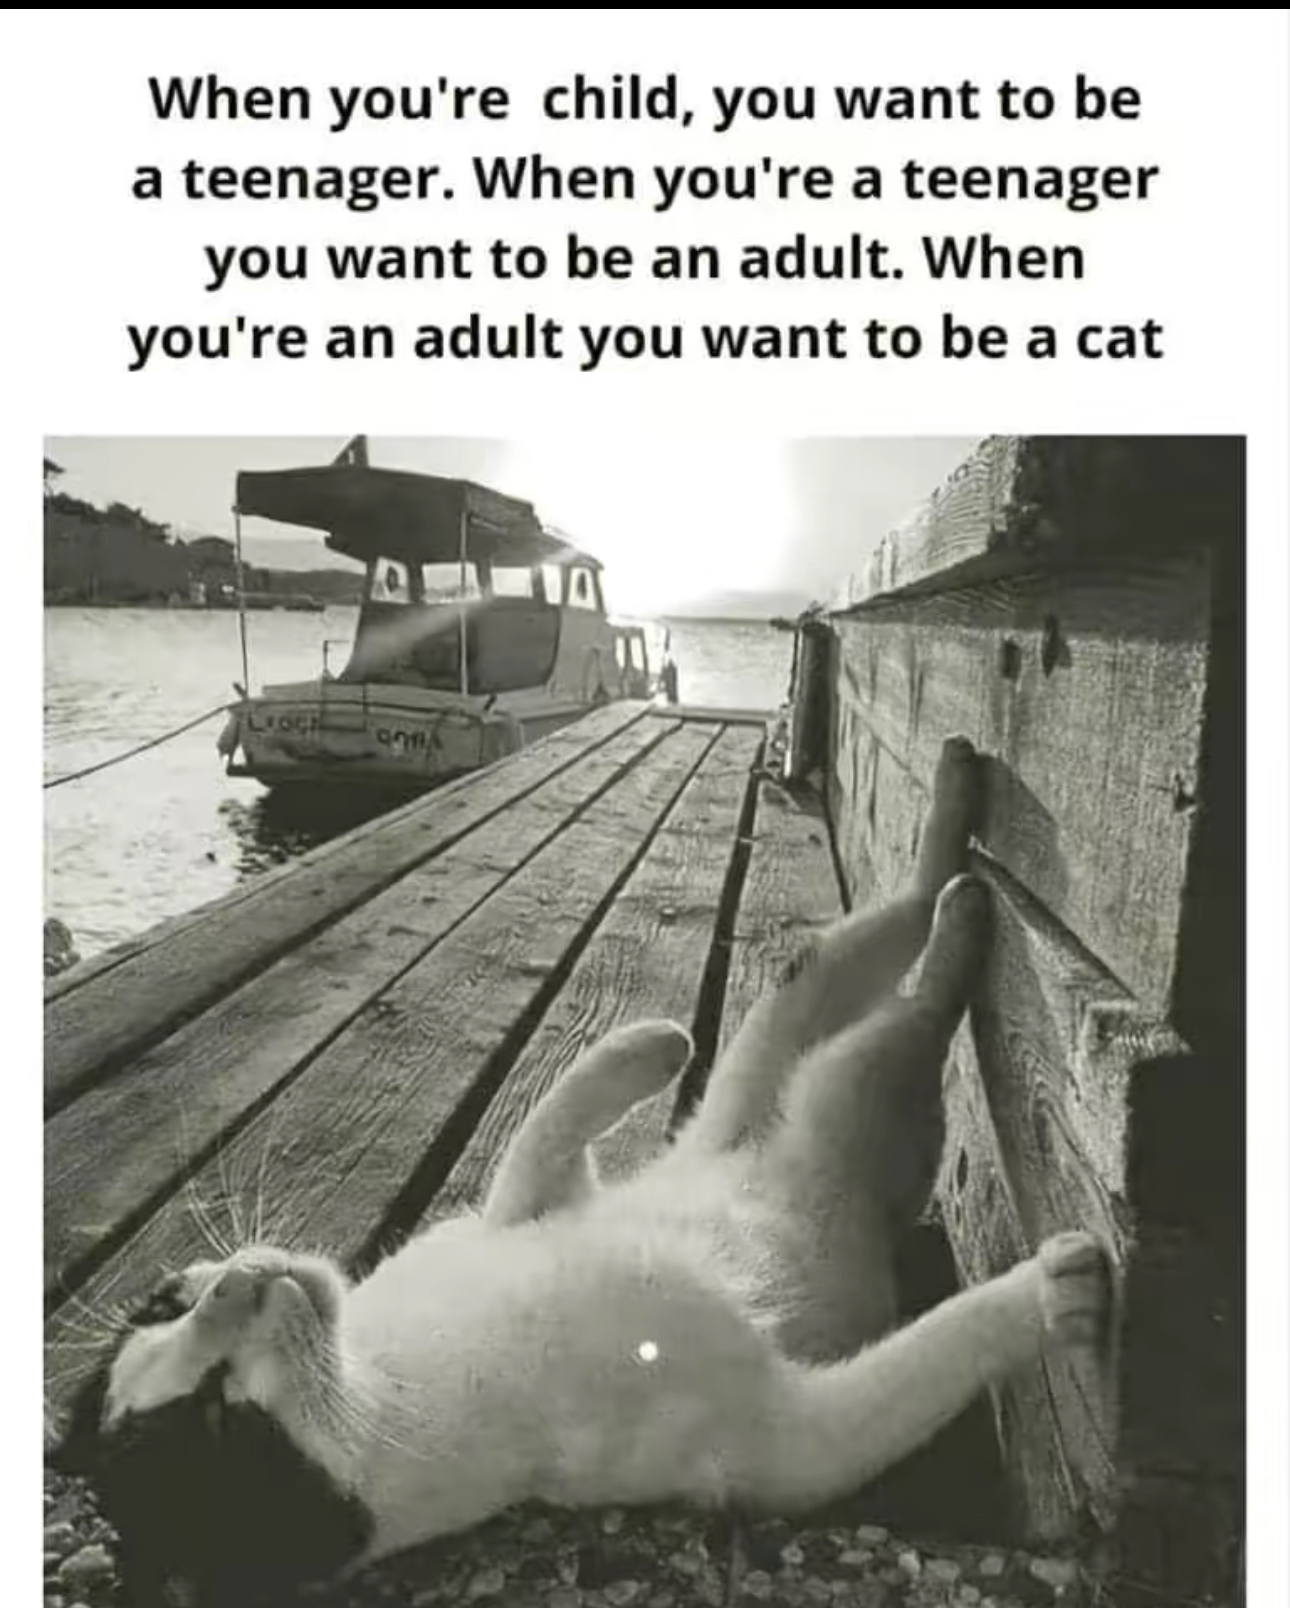 When you're  child, you want to be
a teenager. When you're a teenager
you want to be an adult. When
you're an adult you want to be a cat